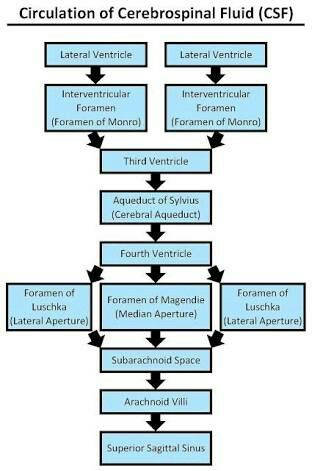 Circulation of Cerebrospinal Fluid (CSF)
Lateral Ventricle
Lateral Ventricle
Interventricular
Foramen
(Foramen of Monro)
Interventricular
Foramen
(Foramen of Monro)
Third Ventricle
Aqueduct of Sylvius
(Cerebral Aqueduct)
Fourth Ventricle
Foramen of
Luschka
(Lateral Aperture)
Foramen of Magendie
(Median Aperture)
Foramen of
Luschka
(Lateral Aperture)
Subarachnoid Space
Arachnoid Villi
Superior Sagittal Sinus